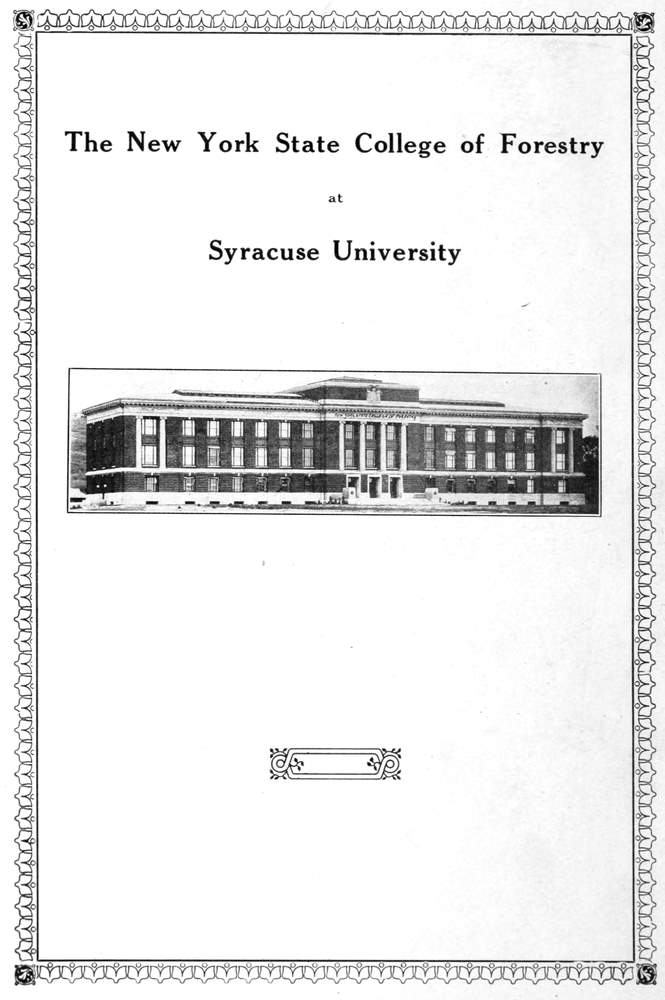 The New York State College of Forestry
at
Syracuse University
NEW YORK STATE COLLEGE OF FORESTRY